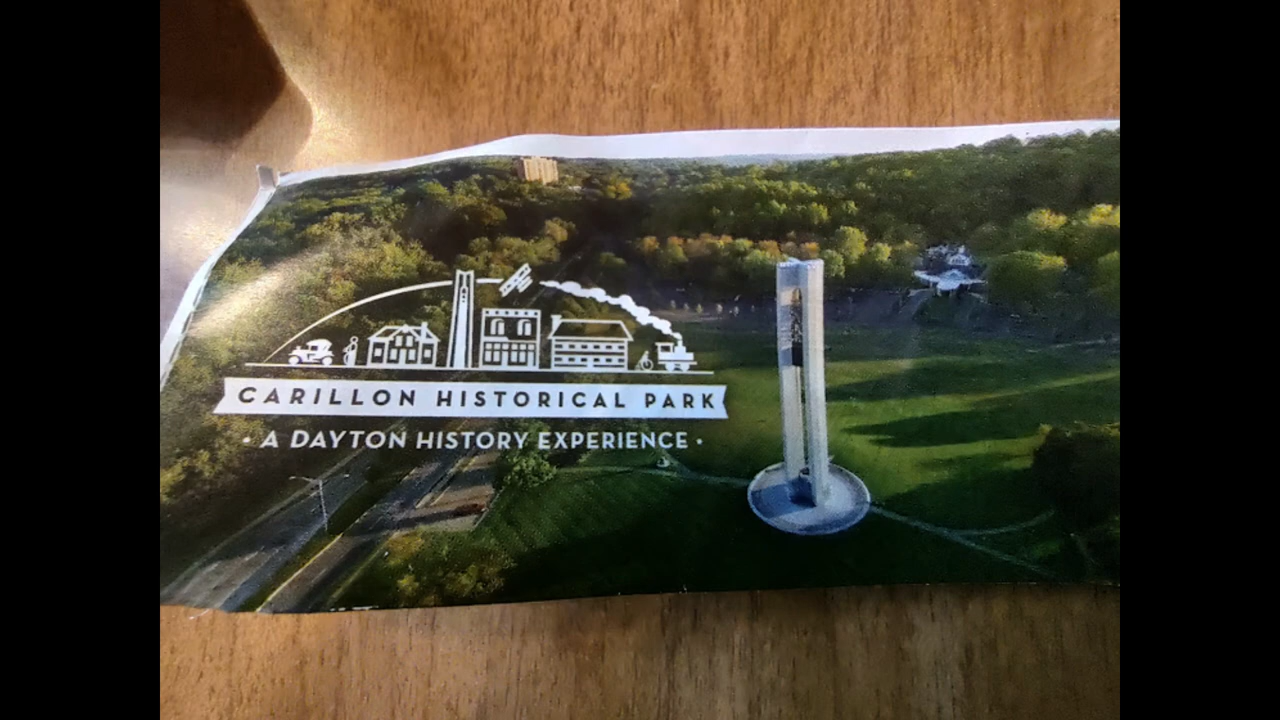 CARILLON HISTORICAL PARK
• A DAYTON HISTORY EXPERIENCE •